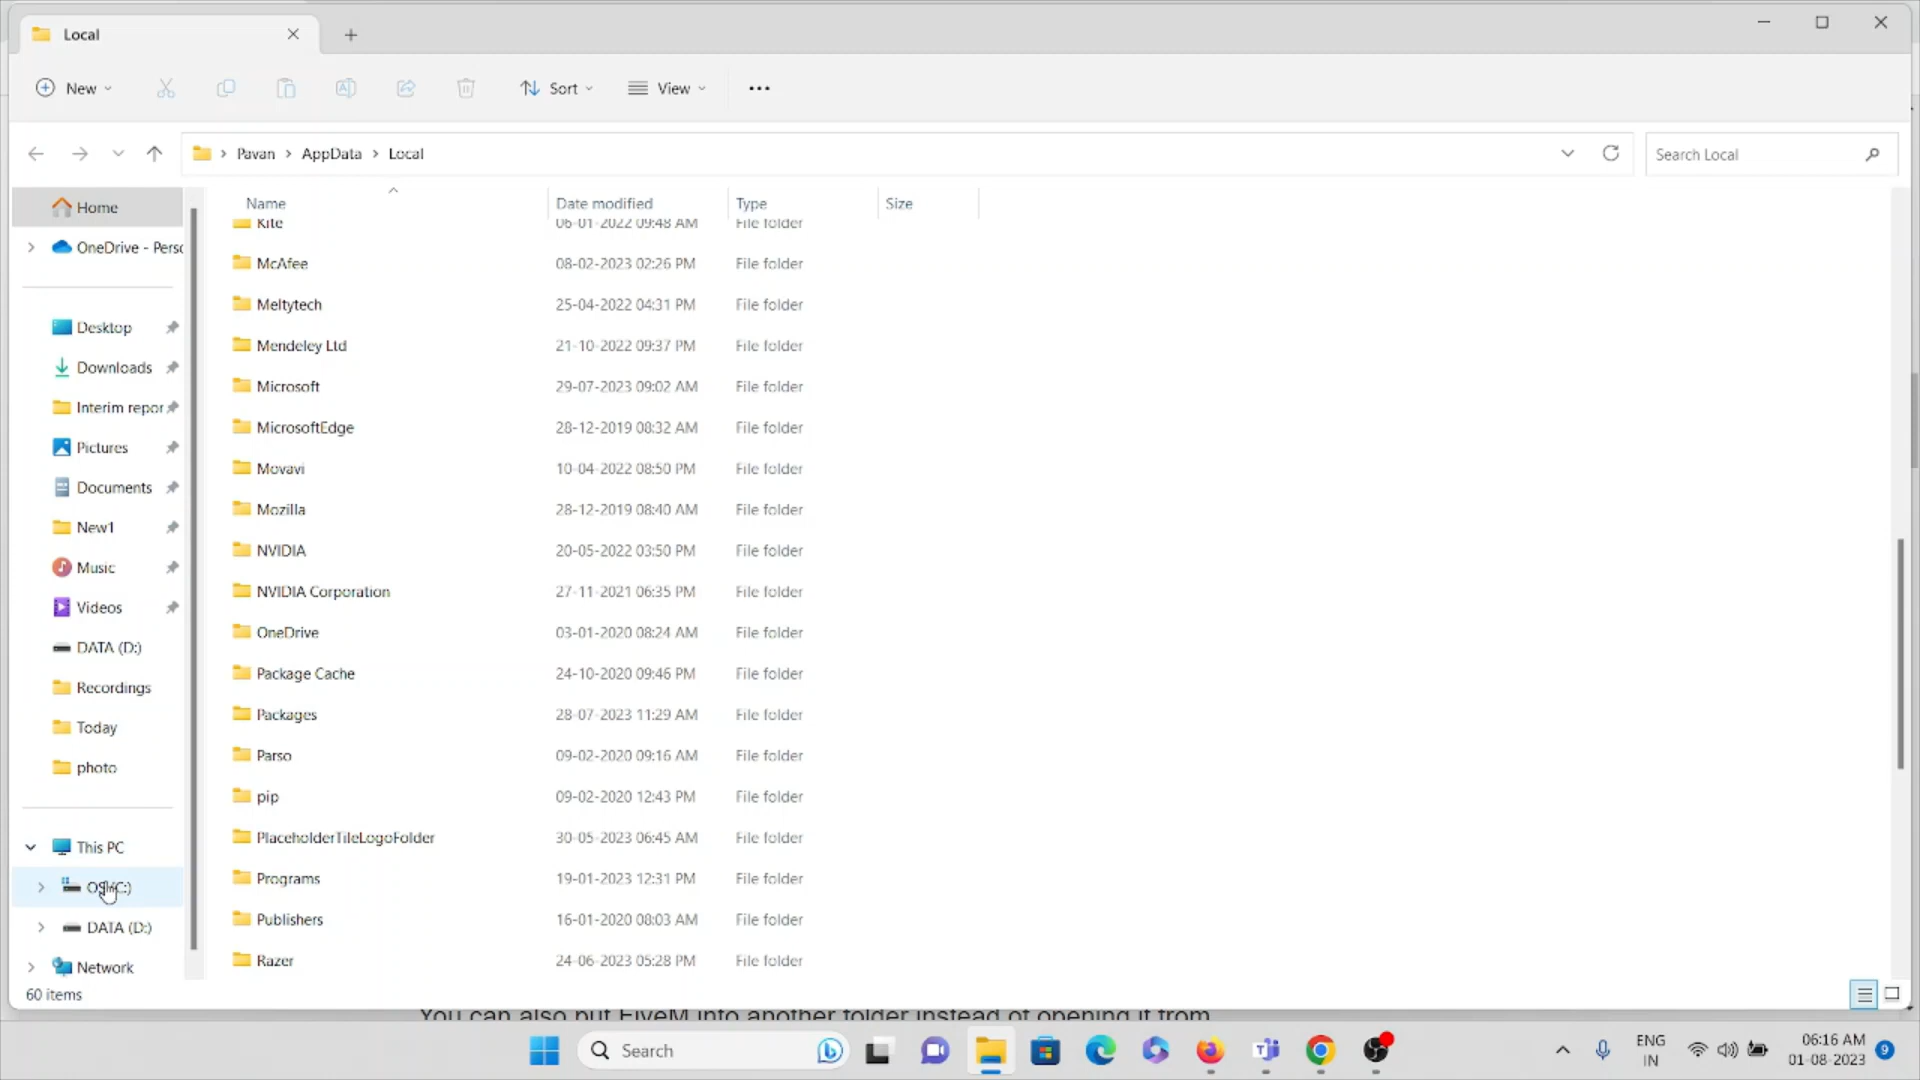 Local
New
Sort
View
Pavan > AppData > Local
Search Local
Home
OneDrive - Perso
Desktop
Downloads
Interim repor
Pictures
Documents
New1
Music
Videos
DATA (D:)
Recordings
Today
photo
This PC
DATA (D:)
Network
Name Date modified Type Size
Kite 06-01-2022 09:48 AM File folder
McAfee 08-02-2023 02:26 PM File folder
Meltytech 25-04-2022 04:31 PM File folder
Mendeley Ltd 21-10-2022 09:37 PM File folder
Microsoft 29-07-2023 09:02 AM File folder
MicrosoftEdge 28-12-2019 08:32 AM File folder
Movavi 10-04-2022 08:50 PM File folder
Mozilla 28-12-2019 08:40 AM File folder
NVIDIA 20-05-2022 03:50 PM File folder
NVIDIA Corporation 27-11-2021 06:35 PM File folder
OneDrive 03-01-2020 08:24 AM File folder
Package Cache 24-10-2020 09:46 PM File folder
Packages 28-07-2023 11:29 AM File folder
Parso 09-02-2020 09:16 AM File folder
pip 09-02-2020 12:43 PM File folder
PlaceholderTileLogoFolder 30-05-2023 06:45 AM File folder
Programs 19-01-2023 12:31 PM File folder
Publishers 16-01-2020 08:03 AM File folder
Razer 24-06-2023 05:28 PM File folder
60 items
You can also put FiveM into another folder instead of opening it from
Search
ENG
IN
06:16 AM
01-08-2023
9